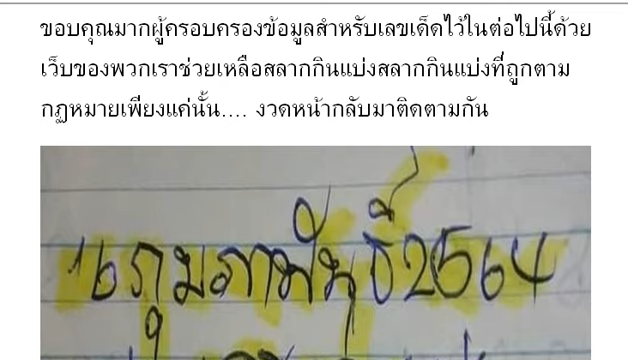 ขอบคุณมากผู้ครอบครองข้อมูลสำหรับเลขเด็ดไว้ในต่อไปนี้ด้วย
เว็บของพวกเราช่วยเหลือสลากกินแบ่งสลากกินแบ่งที่ถูกตาม
กฏหมายเพียงแค่นั้น.... งวดหน้ากลับมาติดตามกัน
16 กุมภาพันธ์ 2564